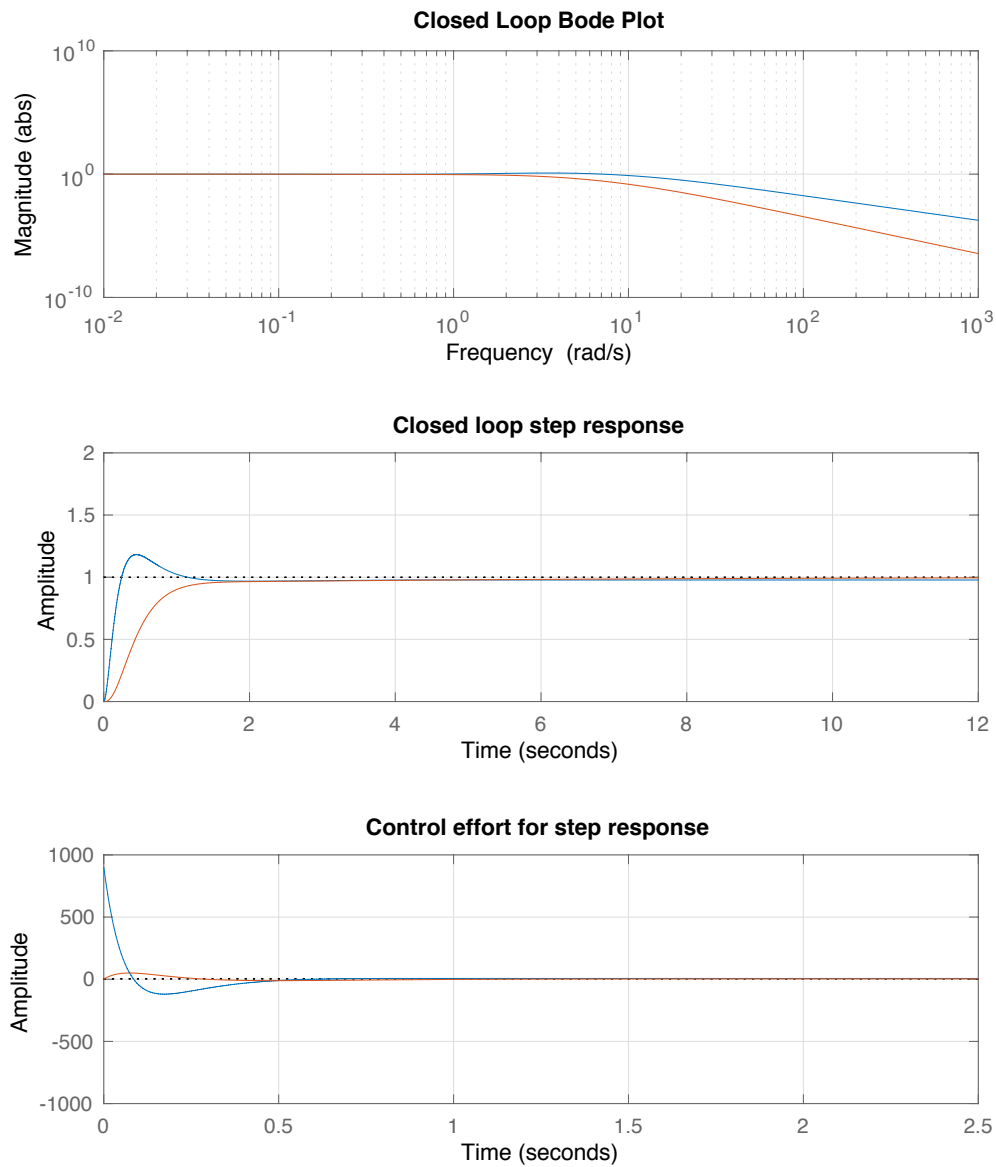 Closed Loop Bode Plot
10^10
10^0
10^-10
Magnitude (abs)
10^-2 10^-1 10^0 10^1 10^2 10^3
Frequency (rad/s)
Closed loop step response
2
1.5
1
0.5
0
Amplitude
0 2 4 6 8 10 12
Time (seconds)
Control effort for step response
1000
500
0
-500
-1000
Amplitude
0 0.5 1 1.5 2 2.5
Time (seconds)